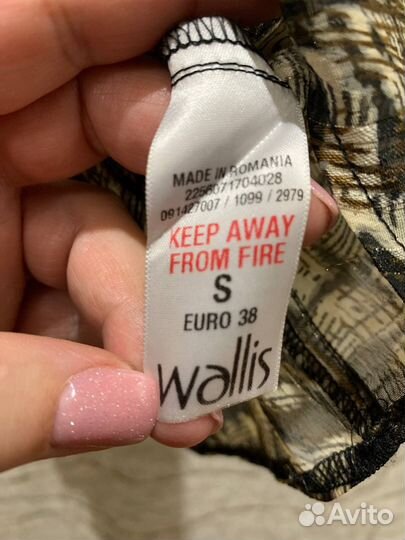 MADE IN ROMANIA
2256071704028
091427007 / 1099 / 2979
KEEP AWAY
FROM FIRE
S
EURO 38
wallis
Avito